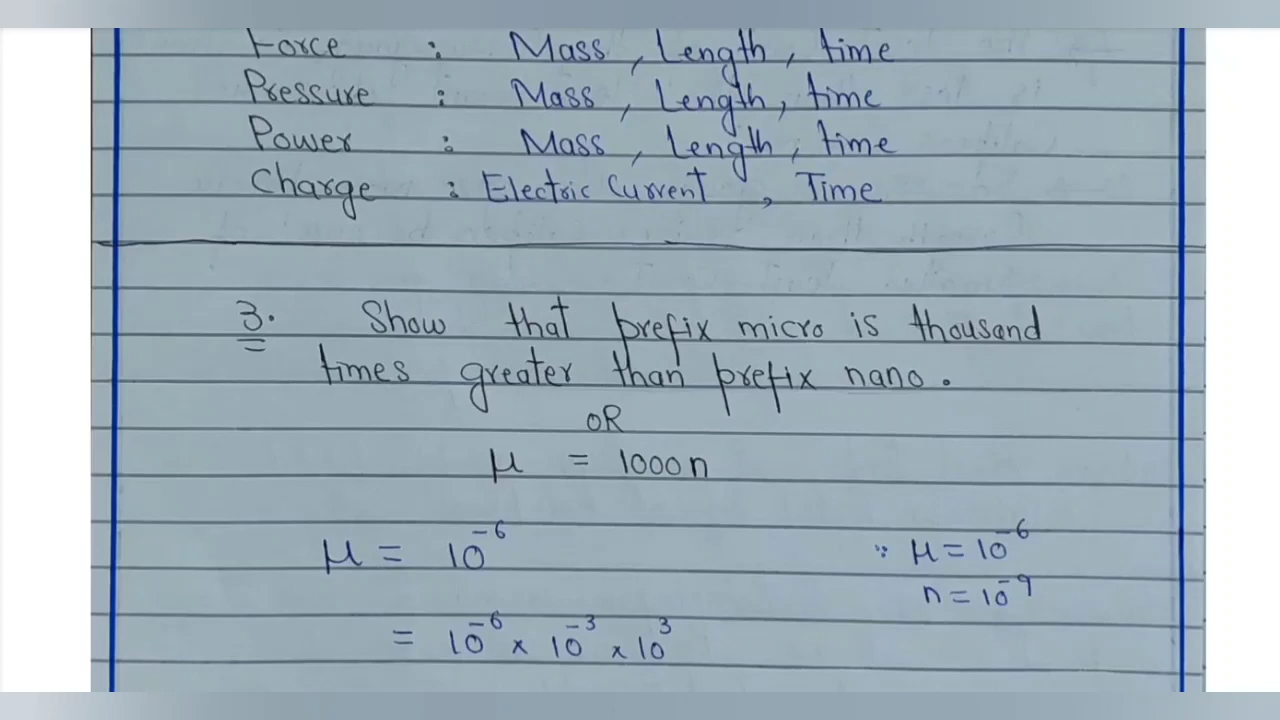 Force : Mass, Length, time
Pressure : Mass, Length, time
Power : Mass, Length, time
Charge : Electric Current, Time
3. Show that prefix micro is thousand
times greater than prefix nano.
OR
μ = 1000n
μ = 10⁻⁶ ∵ μ = 10⁻⁶
n = 10⁻⁹
= 10⁻⁶ × 10⁻³ × 10³